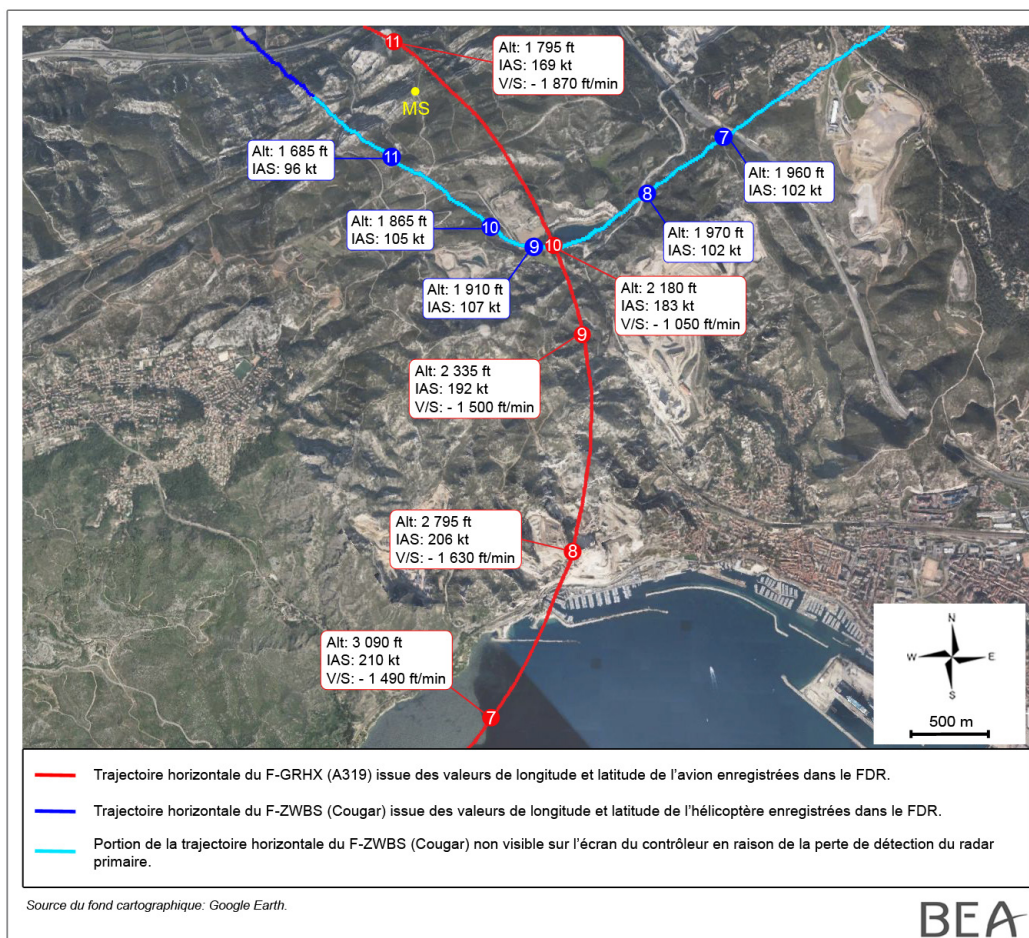 11
Alt: 1 795 ft
IAS: 169 kt
V/S: - 1 870 ft/min
MS
7
Alt: 1 685 ft
IAS: 96 kt
11
Alt: 1 960 ft
IAS: 102 kt
8
Alt: 1 865 ft
IAS: 105 kt
10
9
10
Alt: 1 970 ft
IAS: 102 kt
Alt: 1 910 ft
IAS: 107 kt
Alt: 2 180 ft
IAS: 183 kt
V/S: - 1 050 ft/min
9
Alt: 2 335 ft
IAS: 192 kt
V/S: - 1 500 ft/min
Alt: 2 795 ft
IAS: 206 kt
V/S: - 1 630 ft/min
8
Alt: 3 090 ft
IAS: 210 kt
V/S: - 1 490 ft/min
7
N
W
E
S
500 m
Trajectoire horizontale du F-GRHX (A319) issue des valeurs de longitude et latitude de l'avion enregistrées dans le FDR.
Trajectoire horizontale du F-ZWBS (Cougar) issue des valeurs de longitude et latitude de l'hélicoptère enregistrées dans le FDR.
Portion de la trajectoire horizontale du F-ZWBS (Cougar) non visible sur l'écran du contrôleur en raison de la perte de détection du radar
primaire.
Source du fond cartographique: Google Earth.
BEA